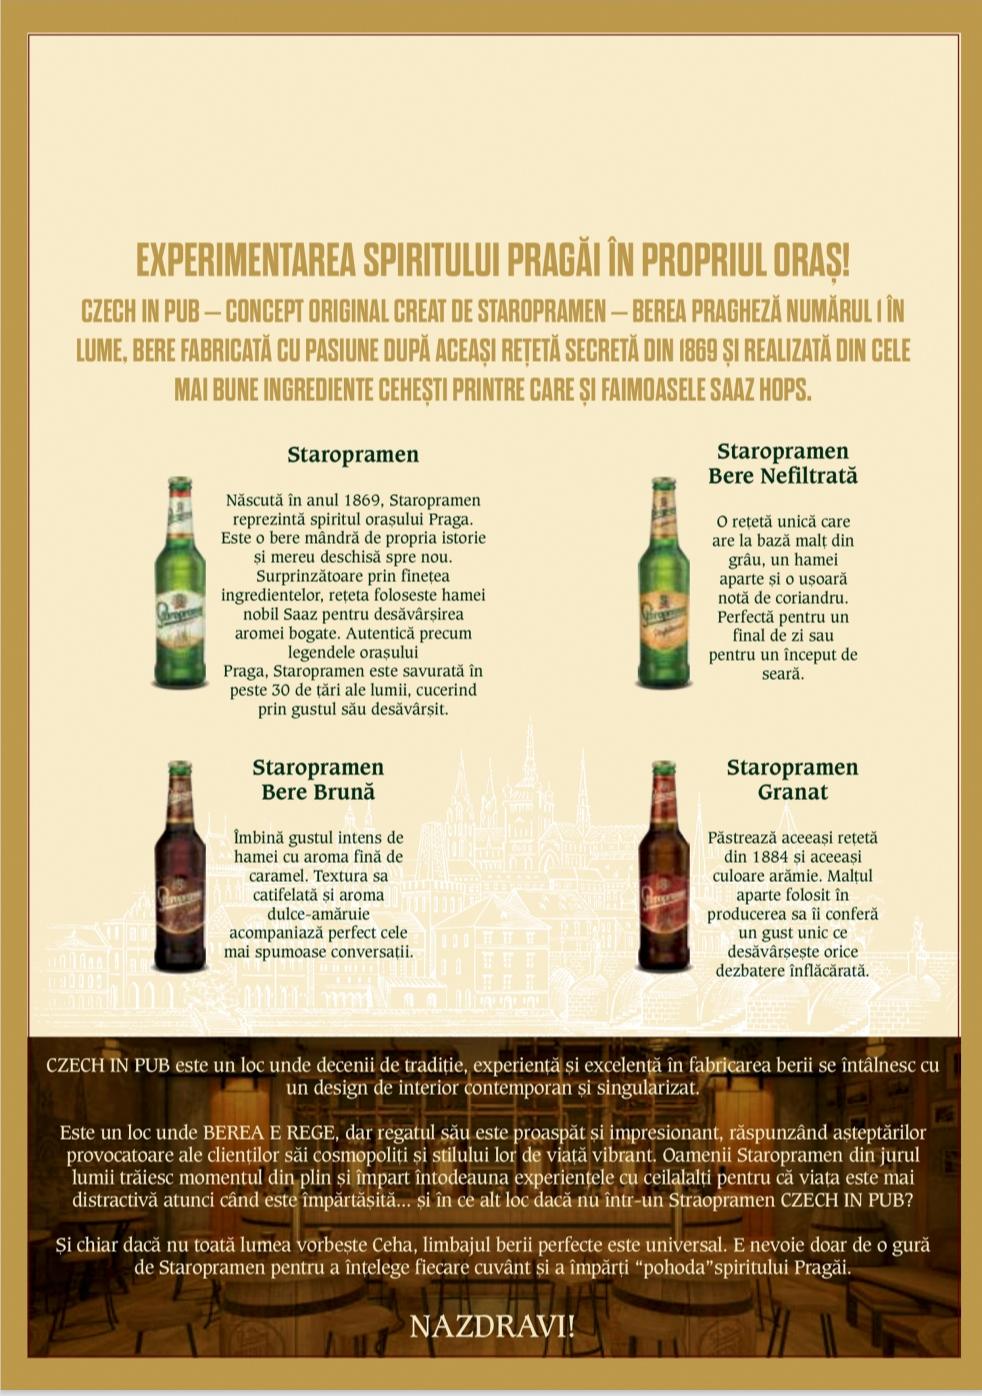 EXPERIMENTAREA SPIRITULUI PRAGĂI ÎN PROPRIUL ORAȘ!
CZECH IN PUB – CONCEPT ORIGINAL CREAT DE STAROPRAMEN – BEREA PRAGHEZĂ NUMĂRUL 1 ÎN
LUME, BERE FABRICATĂ CU PASIUNE DUPĂ ACEAȘI REȚETĂ SECRETĂ DIN 1869 ȘI REALIZATĂ DIN CELE
MAI BUNE INGREDIENTE CEHEȘTI PRINTRE CARE ȘI FAIMOASELE SAAZ HOPS.
Staropramen
Născută în anul 1869, Staropramen
reprezintă spiritul orașului Praga.
Este o bere mândră de propria istorie
și mereu deschisă spre nou.
Surprinzătoare prin finețea
ingredientelor, rețeta foloseste hamei
nobil Saaz pentru desăvârșirea
aromei bogate. Autentică precum
legendele orașului
Praga, Staropramen este savurată în
peste 30 de țări ale lumii, cucerind
prin gustul său desăvârșit.
Staropramen
Bere Nefiltrată
O rețetă unică care
are la bază malț din
grâu, un hamei
aparte și o ușoară
notă de coriandru.
Perfectă pentru un
final de zi sau
pentru un început de
seară.
Staropramen
Bere Brună
Îmbină gustul intens de
hamei cu aroma fină de
caramel. Textura sa
catifelată și aroma
dulce-amăruie
acompaniază perfect cele
mai spumoase conversații.
Staropramen
Granat
Păstrează aceeași rețetă
din 1884 și aceeași
culoare arămie. Malțul
aparte folosit în
producerea sa îi conferă
un gust unic ce
desăvârșește orice
dezbatere înflăcărată.
CZECH IN PUB este un loc unde decenii de tradiție, experiență și excelență în fabricarea berii se întâlnesc cu
un design de interior contemporan și singularizat.
Este un loc unde BEREA E REGE, dar regatul său este proaspăt și impresionant, răspunzând așteptărilor
provocatoare ale clienților săi cosmopoliți și stilului lor de viață vibrant. Oamenii Staropramen din jurul
lumii trăiesc momentul din plin și împart întodeauna experiențele cu ceilalalți pentru că viața este mai
distractivă atunci când este împărtășită... și în ce alt loc dacă nu într-un Straopramen CZECH IN PUB?
Și chiar dacă nu toată lumea vorbește Ceha, limbajul berii perfecte este universal. E nevoie doar de o gură
de Staropramen pentru a înțelege fiecare cuvânt și a împărți “pohoda”spiritului Pragăi.
NAZDRAVI!